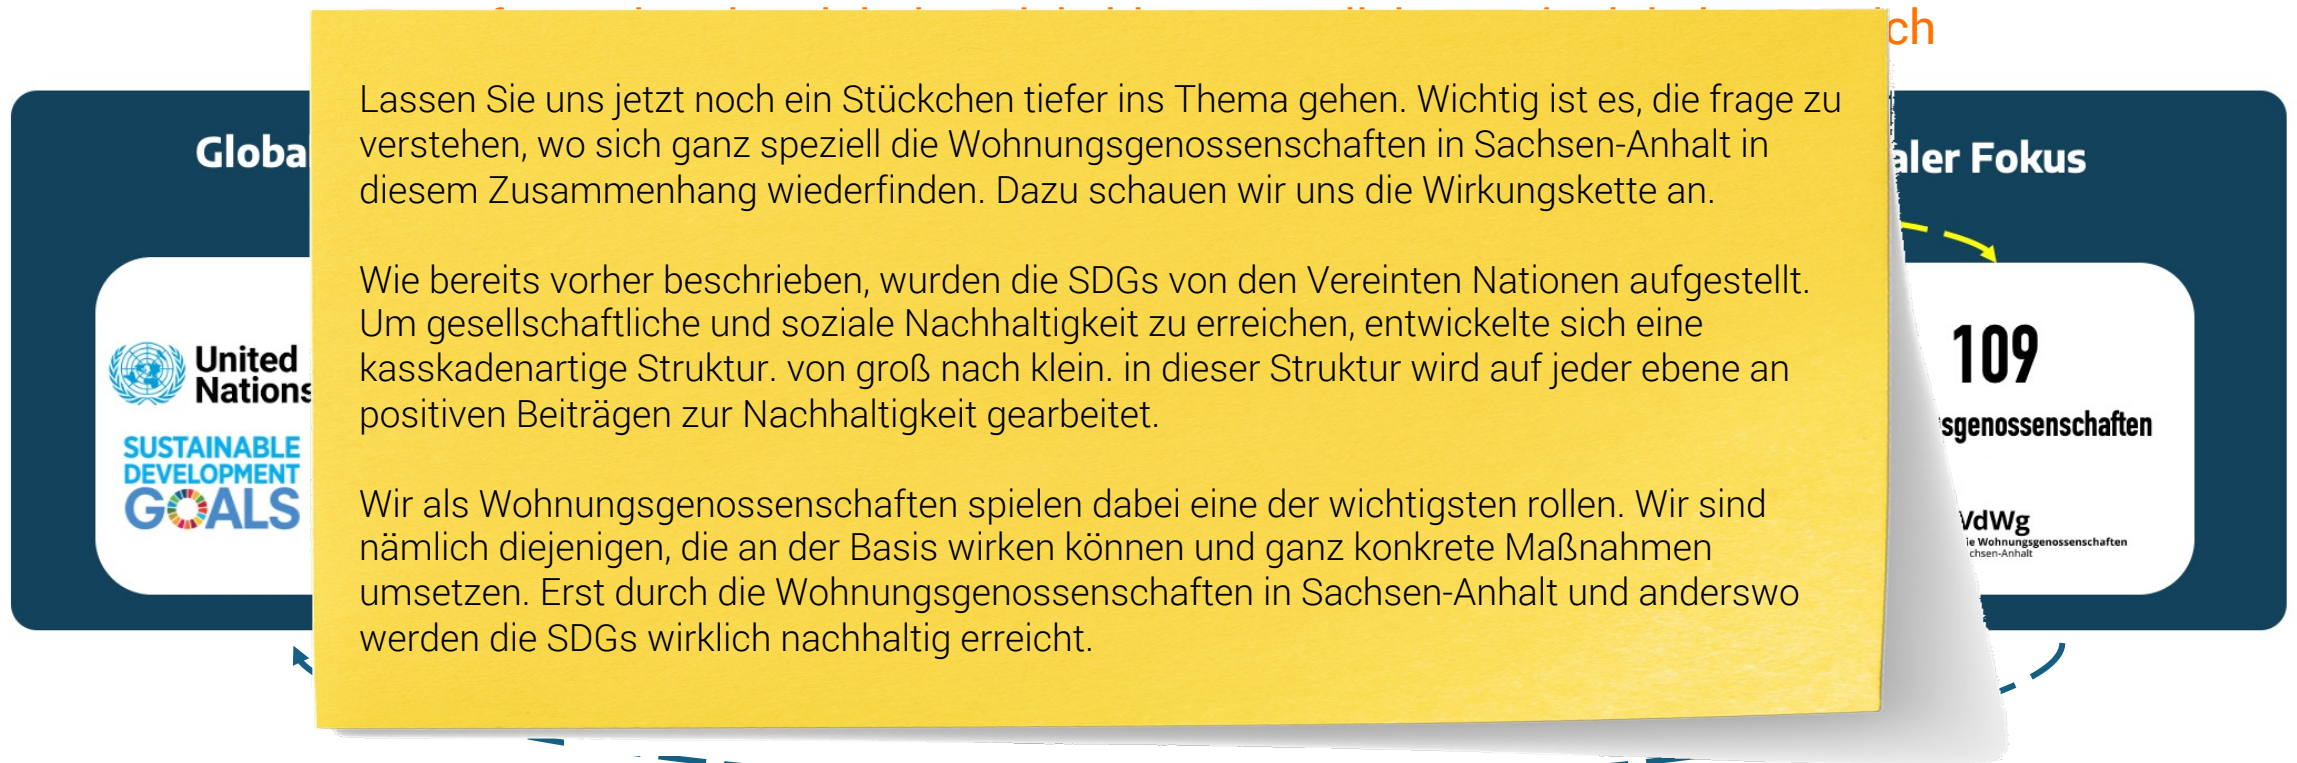 ch
Globa
aler Fokus
Lassen Sie uns jetzt noch ein Stückchen tiefer ins Thema gehen. Wichtig ist es, die frage zu
verstehen, wo sich ganz speziell die Wohnungsgenossenschaften in Sachsen-Anhalt in
diesem Zusammenhang wiederfinden. Dazu schauen wir uns die Wirkungskette an.
Wie bereits vorher beschrieben, wurden die SDGs von den Vereinten Nationen aufgestellt.
Um gesellschaftliche und soziale Nachhaltigkeit zu erreichen, entwickelte sich eine
kasskadenartige Struktur. von groß nach klein. in dieser Struktur wird auf jeder ebene an
positiven Beiträgen zur Nachhaltigkeit gearbeitet.
Wir als Wohnungsgenossenschaften spielen dabei eine der wichtigsten rollen. Wir sind
nämlich diejenigen, die an der Basis wirken können und ganz konkrete Maßnahmen
umsetzen. Erst durch die Wohnungsgenossenschaften in Sachsen-Anhalt und anderswo
werden die SDGs wirklich nachhaltig erreicht.
United
Nations
SUSTAINABLE
DEVELOPMENT
GOALS
109
sgenossenschaften
VdWg
ie Wohnungsgenossenschaften
chsen-Anhalt